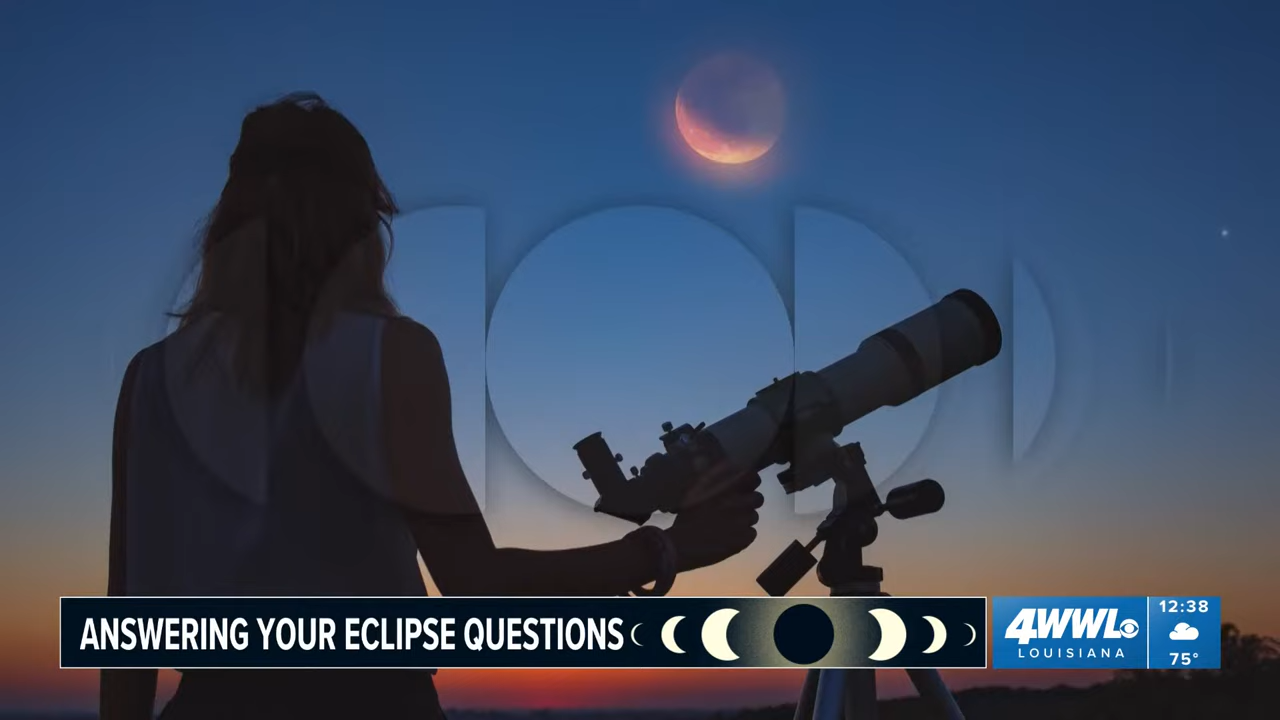 ANSWERING YOUR ECLIPSE QUESTIONS
4WWL
LOUISIANA
12:38
75°